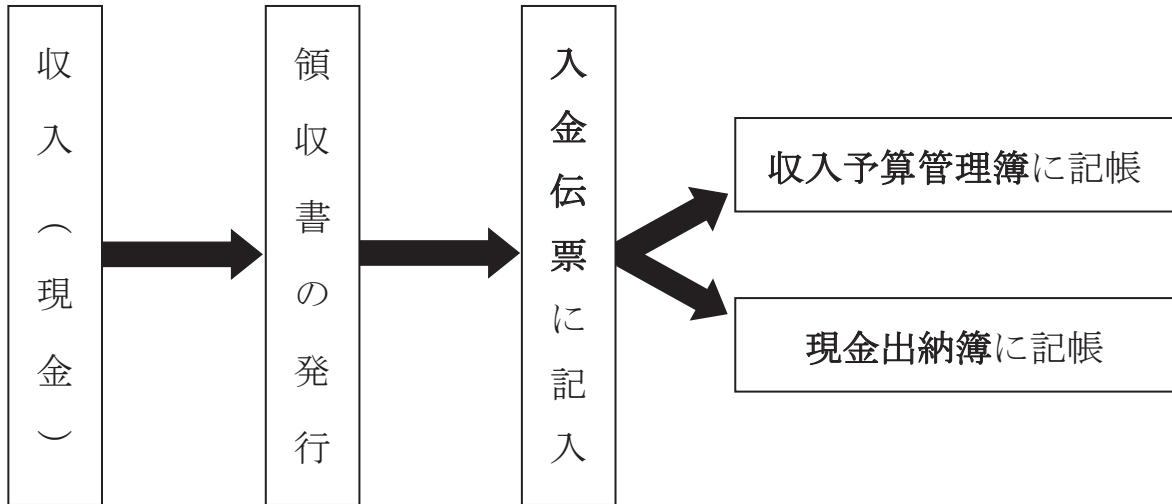 収入（現金）
領収書の発行
入金伝票に記入
収入予算管理簿に記帳
現金出納簿に記帳